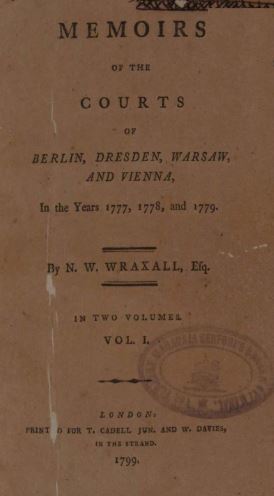 MEMOIRS
OF THE
COURTS
OF
BERLIN, DRESDEN, WARSAW,
AND VIENNA,
In the Years 1777, 1778, and 1779.
By N. W. WRAXALL, Esq.
IN TWO VOLUMES.
VOL. I.
LONDON:
PRINTED FOR T. CADELL JUN. AND W. DAVIES,
IN THE STRAND.
1799.